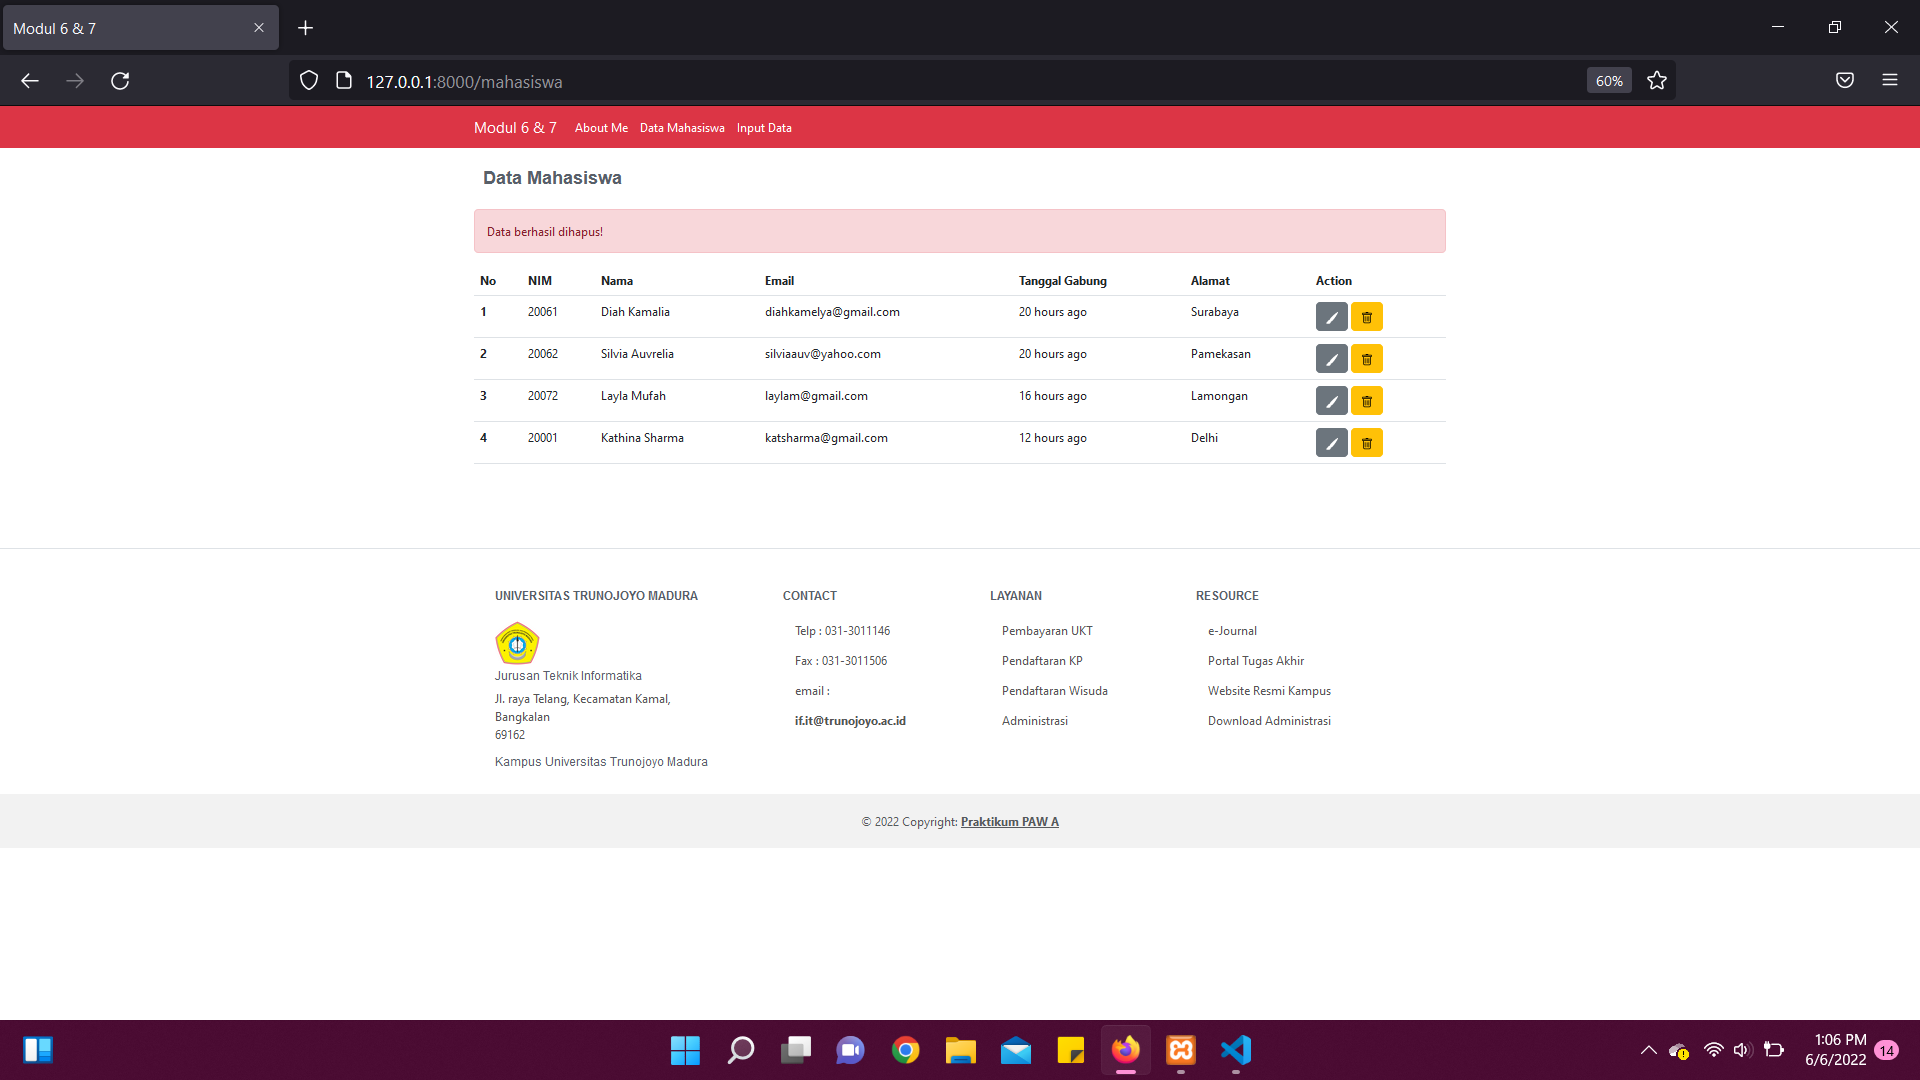 Modul 6 & 7
127.0.0.1:8000/mahasiswa
60%
Modul 6 & 7 About Me Data Mahasiswa Input Data
Data Mahasiswa
Data berhasil dihapus!
No NIM Nama Email Tanggal Gabung Alamat Action
1 20061 Diah Kamalia diahkamelya@gmail.com 20 hours ago Surabaya
2 20062 Silvia Auvrelia silviaauv@yahoo.com 20 hours ago Pamekasan
3 20072 Layla Mufah laylam@gmail.com 16 hours ago Lamongan
4 20001 Kathina Sharma katsharma@gmail.com 12 hours ago Delhi
UNIVERSITAS TRUNOJOYO MADURA
Jurusan Teknik Informatika
Jl. raya Telang, Kecamatan Kamal,
Bangkalan
69162
Kampus Universitas Trunojoyo Madura
CONTACT
Telp : 031-3011146
Fax : 031-3011506
email :
if.it@trunojoyo.ac.id
LAYANAN
Pembayaran UKT
Pendaftaran KP
Pendaftaran Wisuda
Administrasi
RESOURCE
e-Journal
Portal Tugas Akhir
Website Resmi Kampus
Download Administrasi
© 2022 Copyright: Praktikum PAW A
1:06 PM
6/6/2022
14